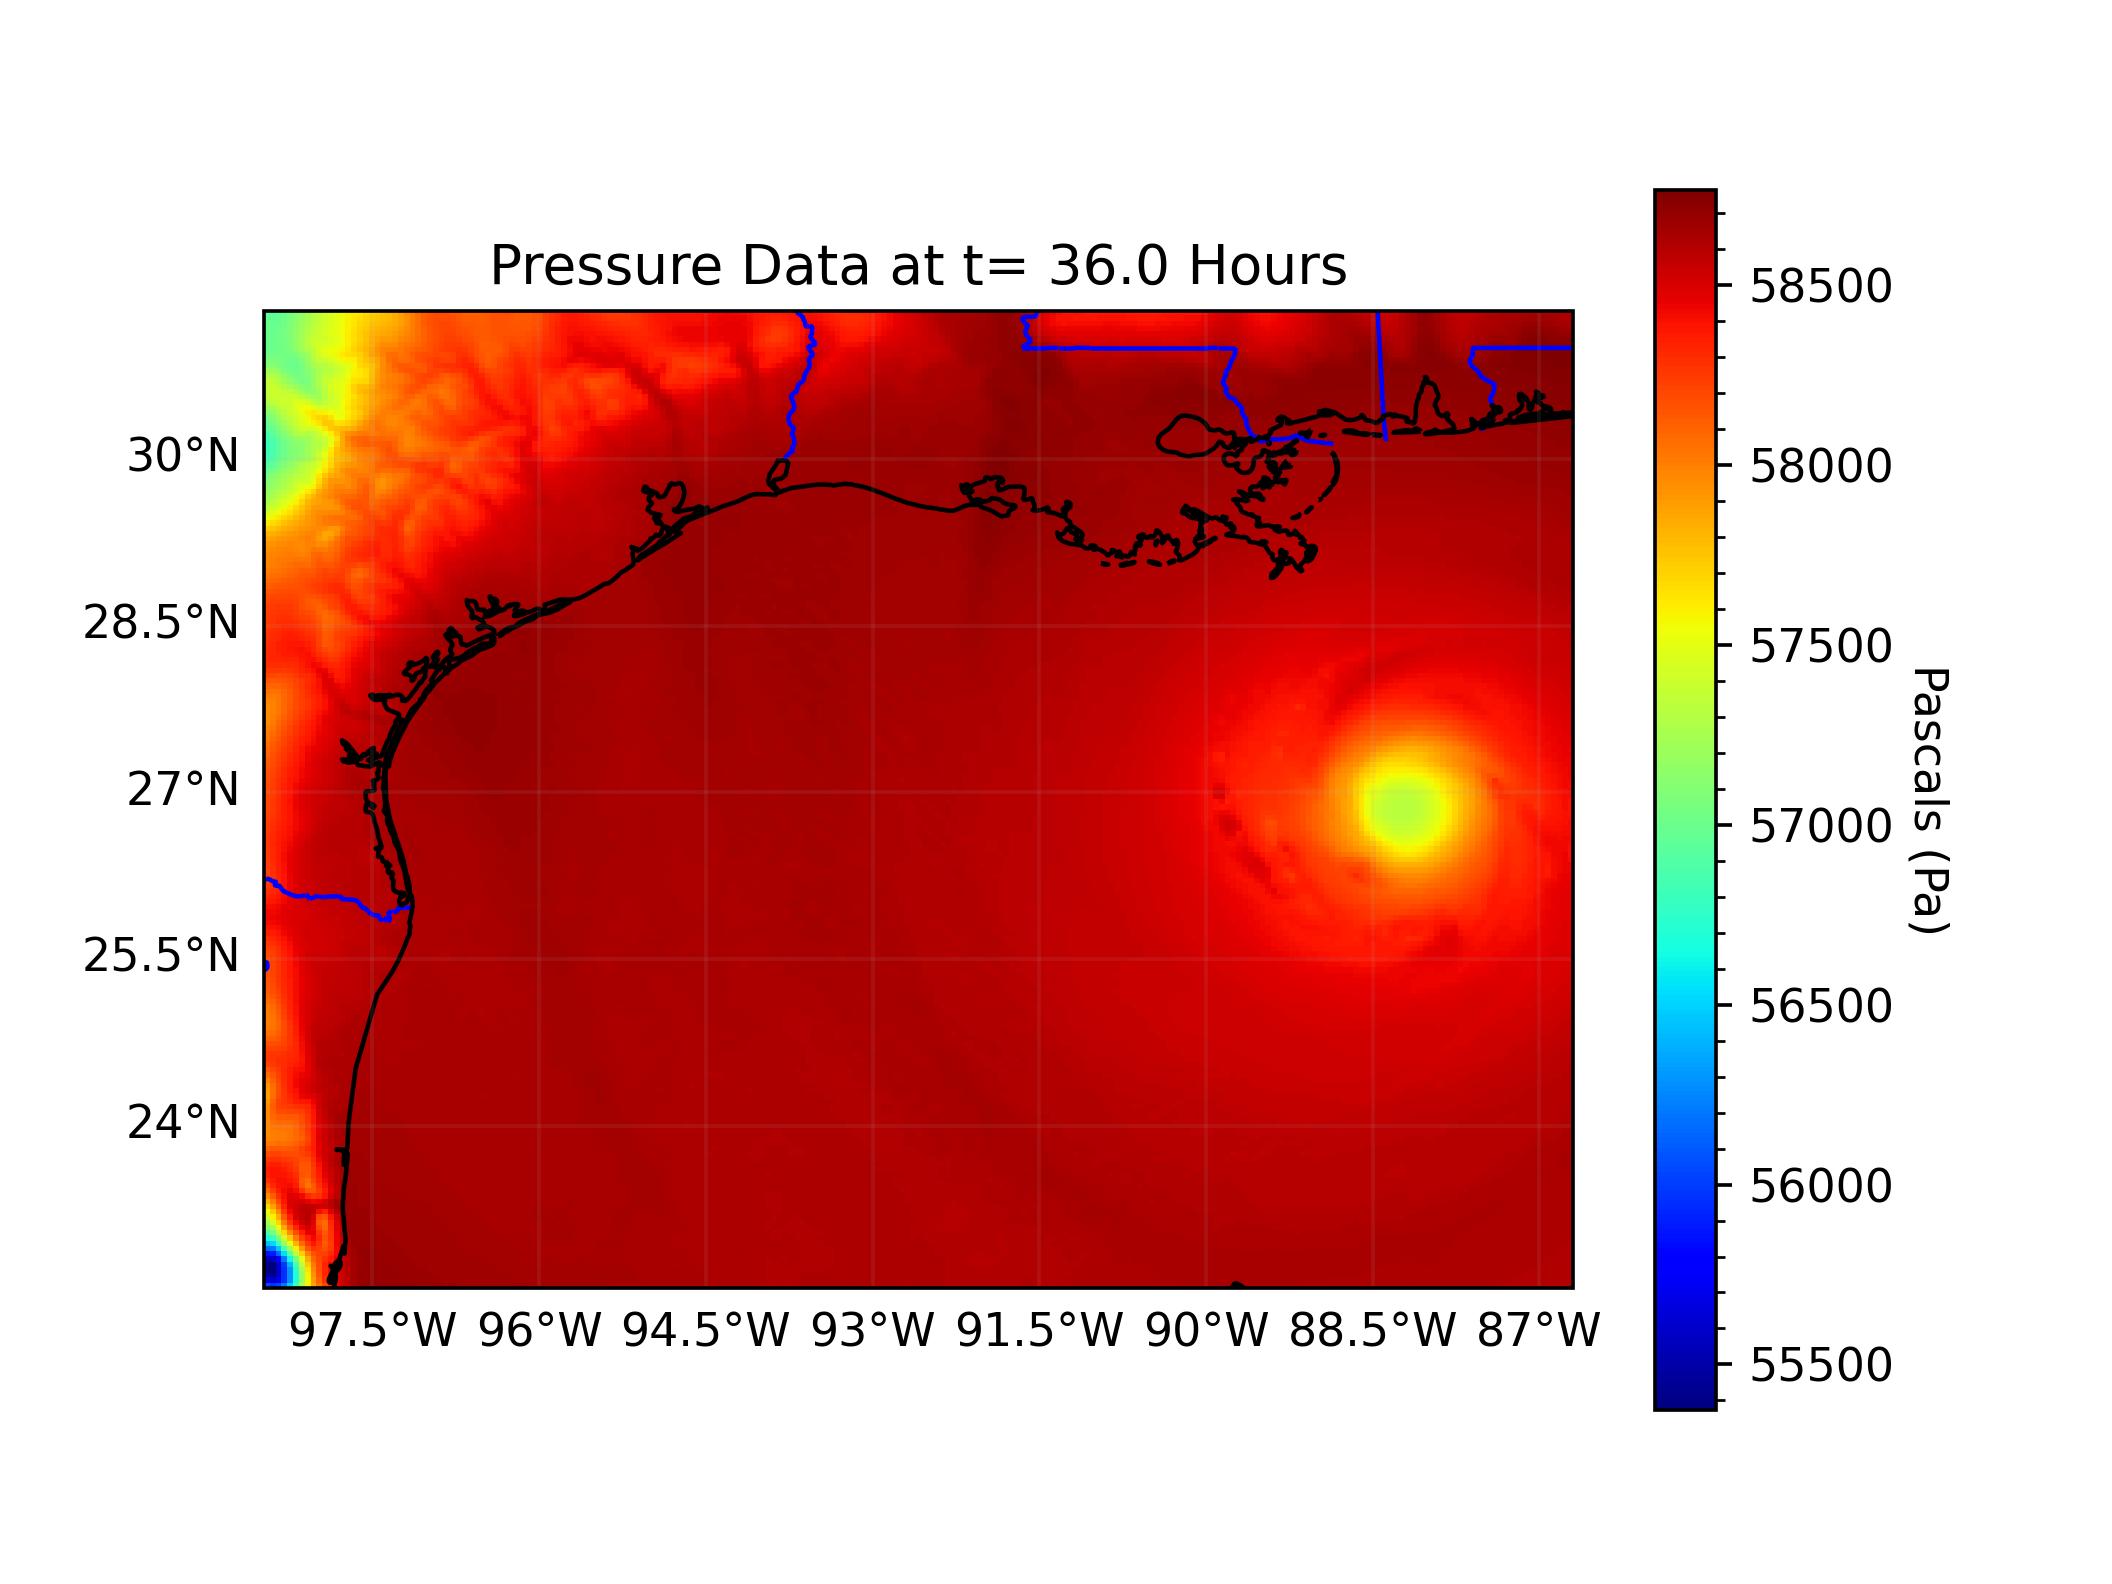 Pressure Data at t= 36.0 Hours
30°N
28.5°N
27°N
25.5°N
24°N
97.5°W
96°W
94.5°W
93°W
91.5°W
90°W
88.5°W
87°W
58500
58000
57500
57000
56500
56000
55500
Pascals (Pa)